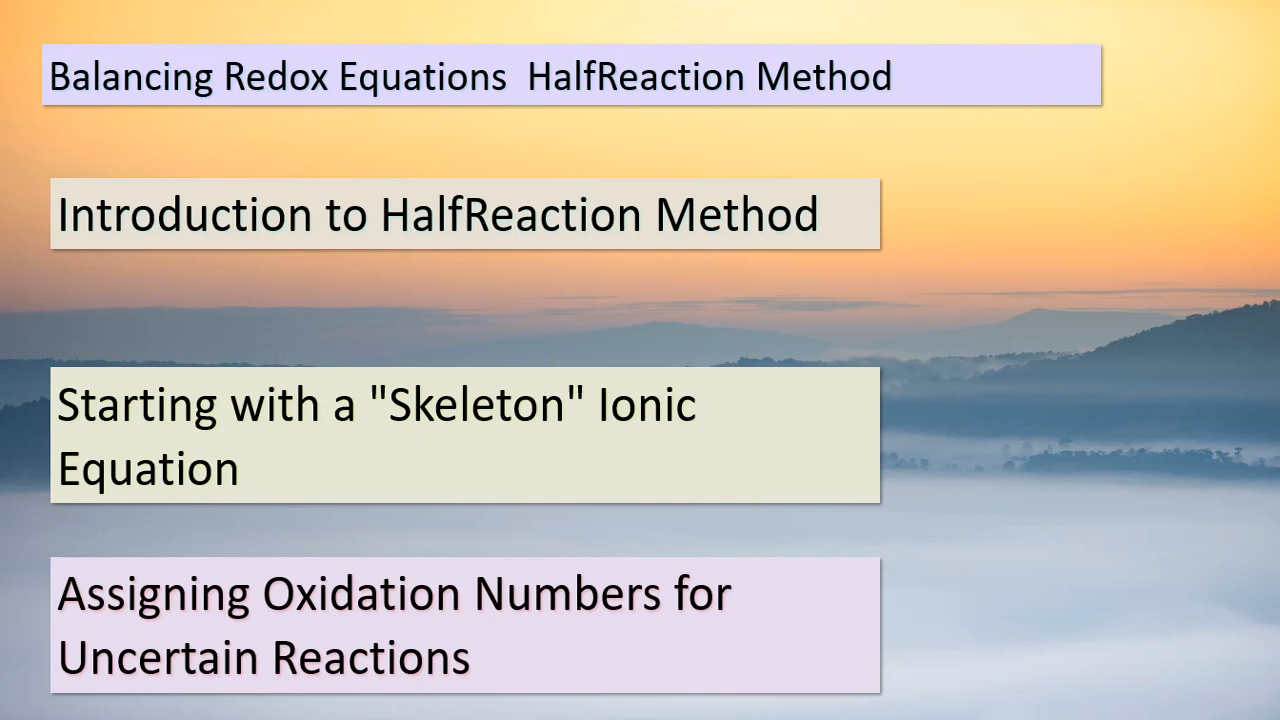 Balancing Redox Equations  HalfReaction Method
Introduction to HalfReaction Method
Starting with a "Skeleton" Ionic
Equation
Assigning Oxidation Numbers for
Uncertain Reactions